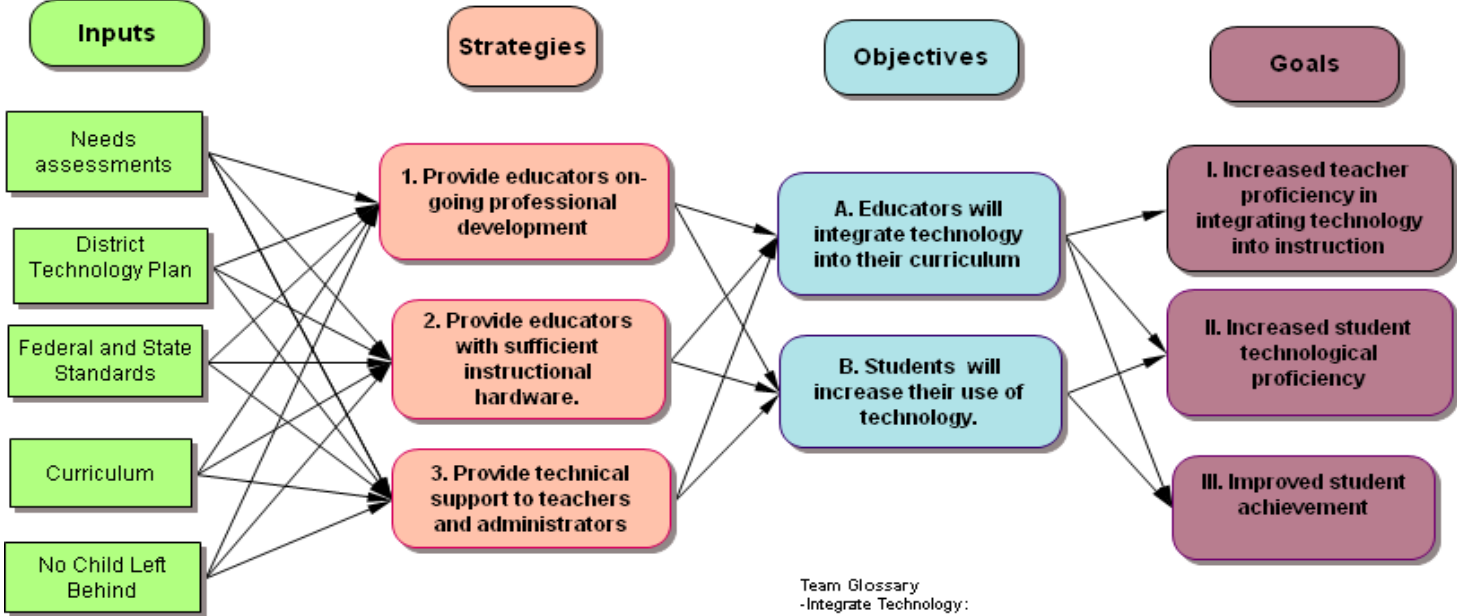 Inputs
Strategies
Objectives
Goals
Needs
assessments
District
Technology Plan
Federal and State
Standards
Curriculum
No Child Left
Behind
1. Provide educators on-
going professional
development
2. Provide educators
with sufficient
instructional
hardware.
3. Provide technical
support to teachers
and administrators
A. Educators will
integrate technology
into their curriculum
B. Students will
increase their use of
technology.
I. Increased teacher
proficiency in
integrating technology
into instruction
II. Increased student
technological
proficiency
III. Improved student
achievement
Team Glossary
-Integrate Technology: